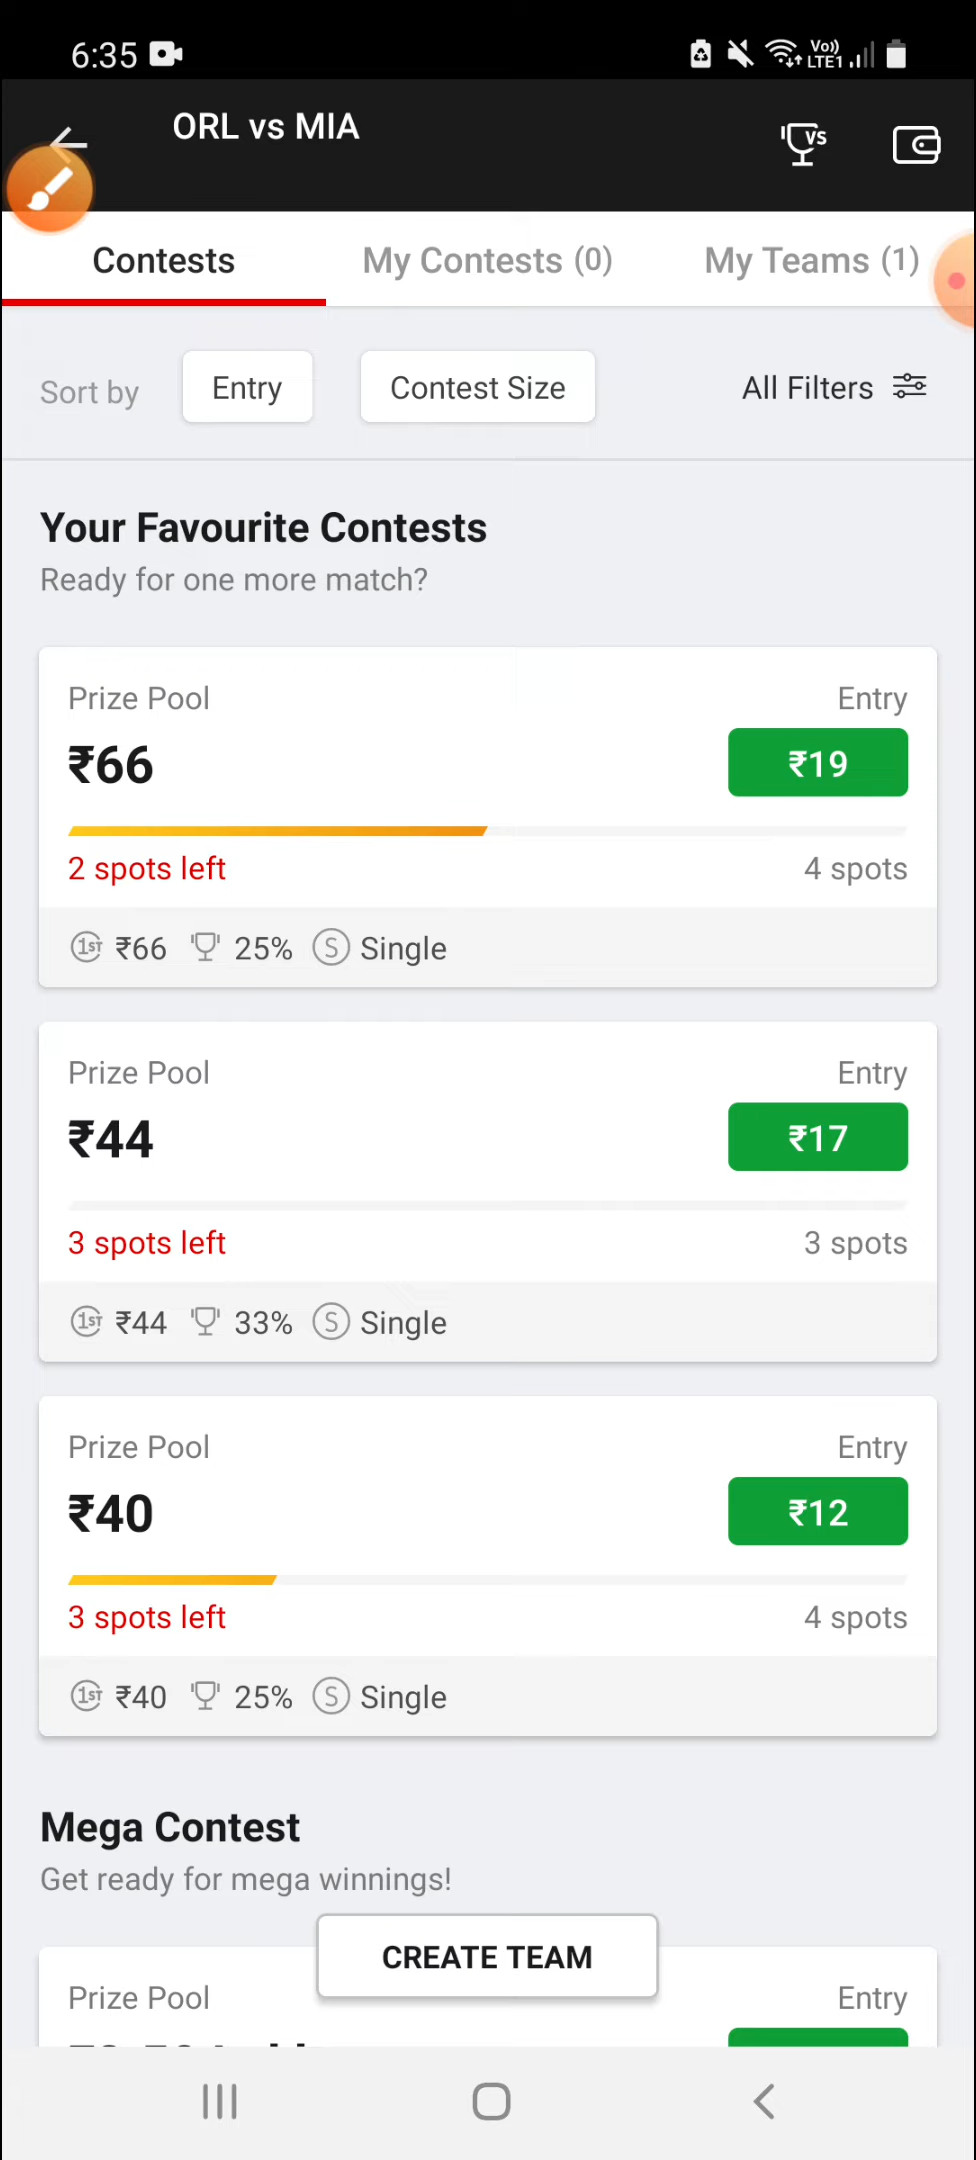 6:35 Vo)) LTE1
ORL vs MIA
VS
Contests My Contests (0) My Teams (1)
Sort by Entry Contest Size All Filters
Your Favourite Contests
Ready for one more match?
Prize Pool Entry
₹66 ₹19
2 spots left 4 spots
1ST ₹66 25% S Single
Prize Pool Entry
₹44 ₹17
3 spots left 3 spots
1ST ₹44 33% S Single
Prize Pool Entry
₹40 ₹12
3 spots left 4 spots
1ST ₹40 25% S Single
Mega Contest
Get ready for mega winnings!
CREATE TEAM
Prize Pool Entry